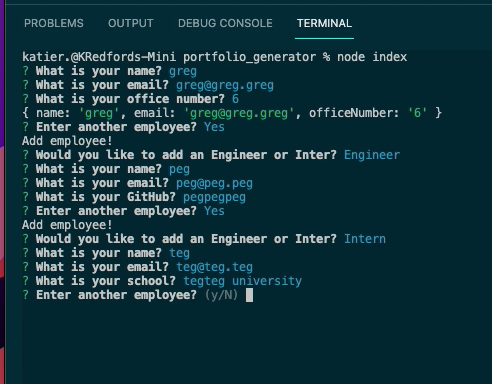 PROBLEMS OUTPUT DEBUG CONSOLE TERMINAL
katier.@KRedfords-Mini portfolio_generator % node index
? What is your name? greg
? What is your email? greg@greg.greg
? What is your office number? 6
{ name: 'greg', email: 'greg@greg.greg', officeNumber: '6' }
? Enter another employee? Yes
Add employee!
? Would you like to add an Engineer or Inter? Engineer
? What is your name? peg
? What is your email? peg@peg.peg
? What is your GitHub? pegpegpeg
? Enter another employee? Yes
Add employee!
? Would you like to add an Engineer or Inter? Intern
? What is your name? teg
? What is your email? teg@teg.teg
? What is your school? tegteg university
? Enter another employee? (y/N)